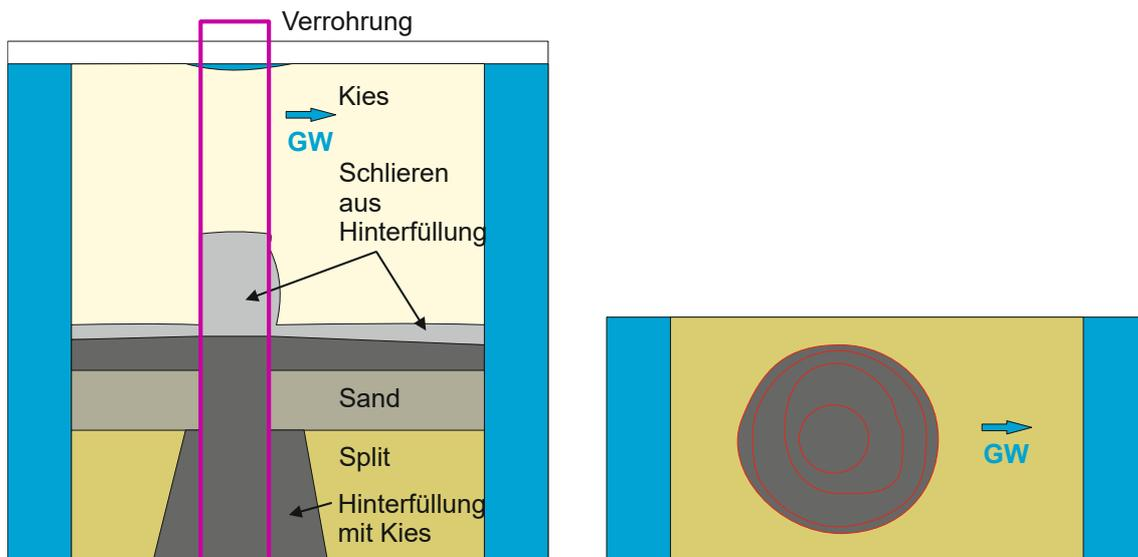 Verrohrung
Kies
GW
Schlieren
aus
Hinterfüllung
Sand
Split
Hinterfüllung
mit Kies
GW